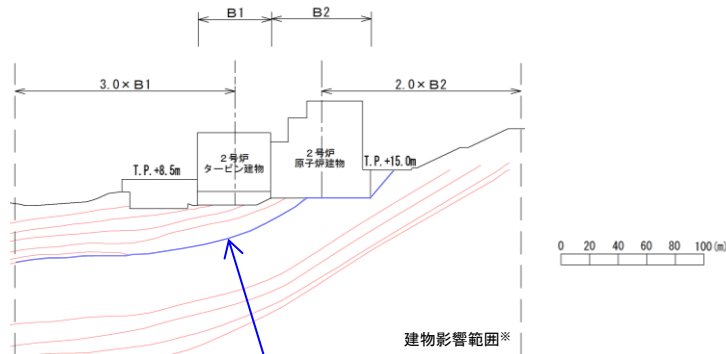 B1
B2
3.0×B1
2.0×B2
2号炉
タービン建物
2号炉
原子炉建物
T.P.+8.5m
T.P.+15.0m
0 20 40 60 80 100(m)
建物影響範囲※